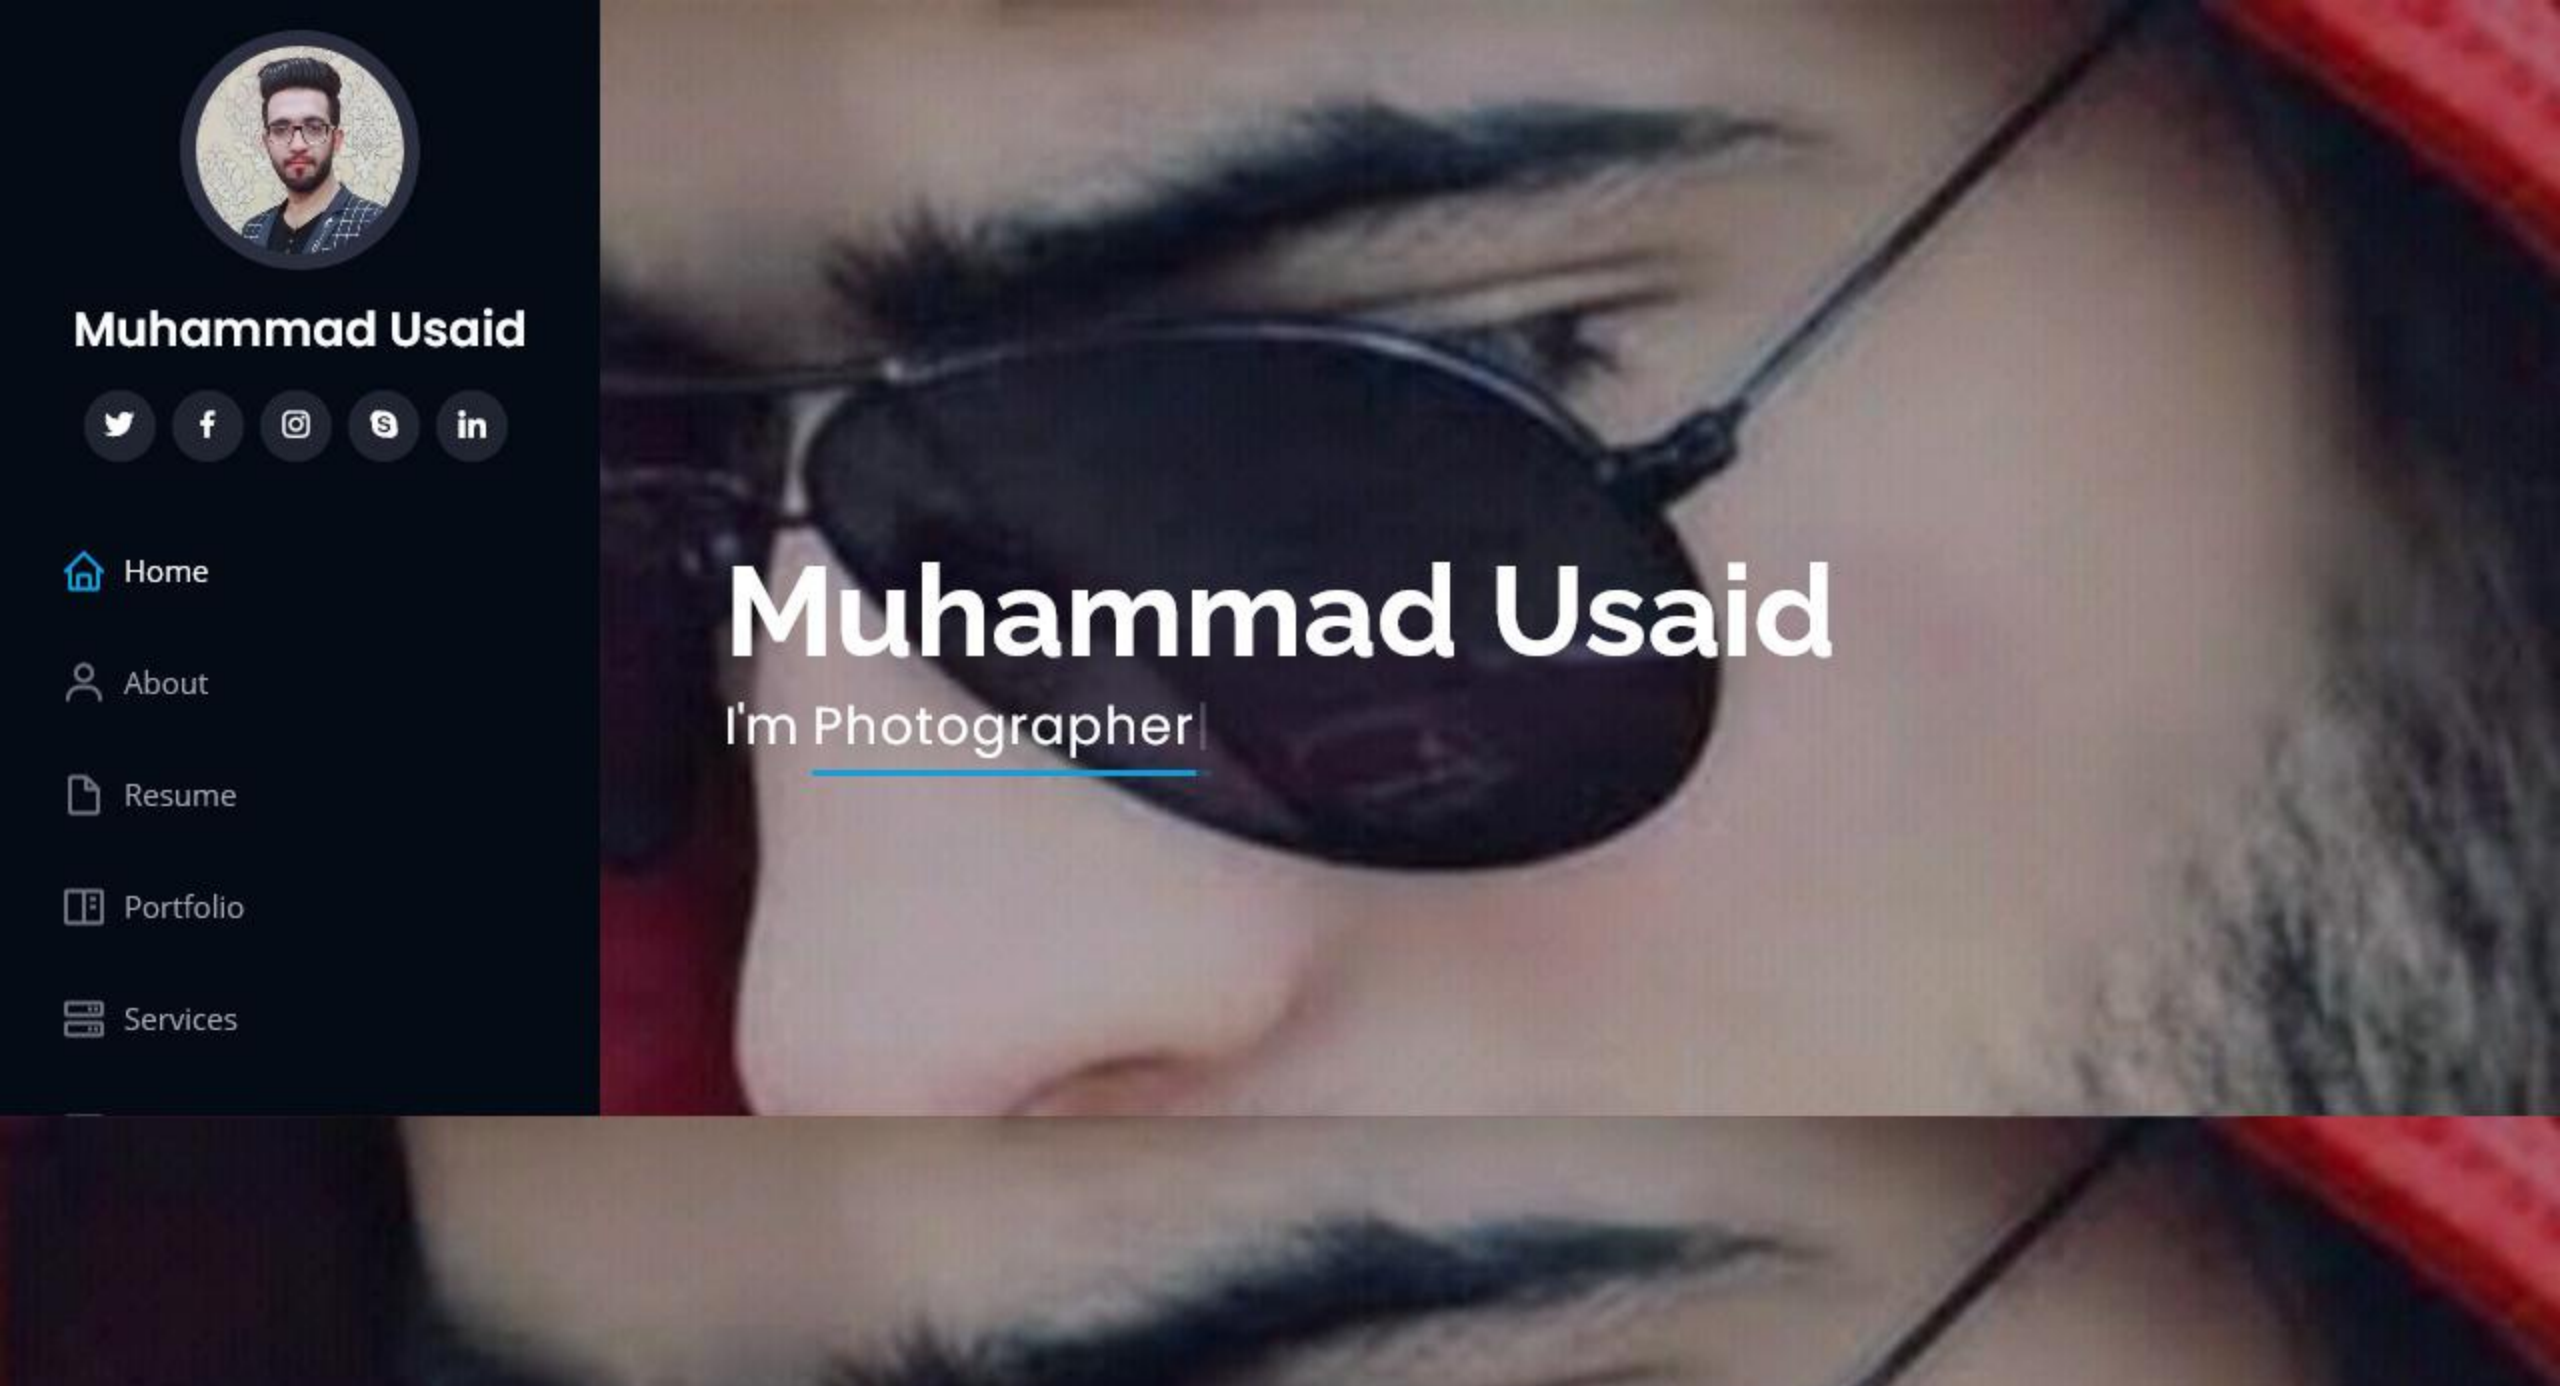 Muhammad Usaid
Home
About
Resume
Portfolio
Services
Muhammad Usaid
I'm Photographer